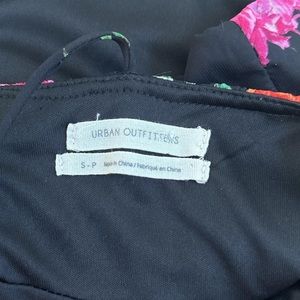 URBAN OUTFITTERS
S-P Made in China / Fabriqué en Chine